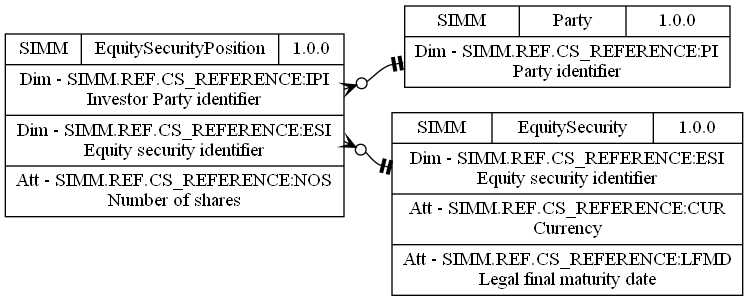 SIMM EquitySecurityPosition 1.0.0
Dim - SIMM.REF.CS_REFERENCE:IPI
Investor Party identifier
Dim - SIMM.REF.CS_REFERENCE:ESI
Equity security identifier
Att - SIMM.REF.CS_REFERENCE:NOS
Number of shares
SIMM Party 1.0.0
Dim - SIMM.REF.CS_REFERENCE:PI
Party identifier
SIMM EquitySecurity 1.0.0
Dim - SIMM.REF.CS_REFERENCE:ESI
Equity security identifier
Att - SIMM.REF.CS_REFERENCE:CUR
Currency
Att - SIMM.REF.CS_REFERENCE:LFMD
Legal final maturity date